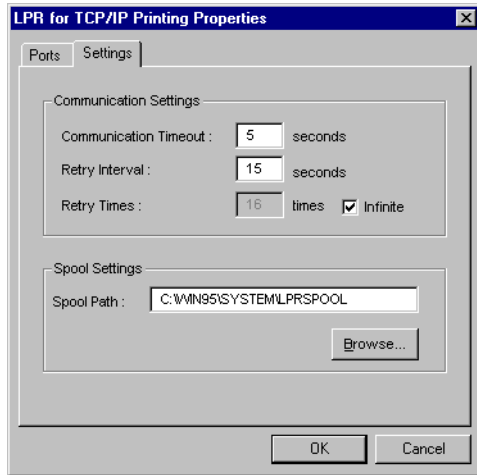 LPR for TCP/IP Printing Properties
Ports Settings
Communication Settings
Communication Timeout : 5 seconds
Retry Interval : 15 seconds
Retry Times : 16 times Infinite
Spool Settings
Spool Path : C:\WIN95\SYSTEM\LPRSPOOL
Browse...
OK Cancel